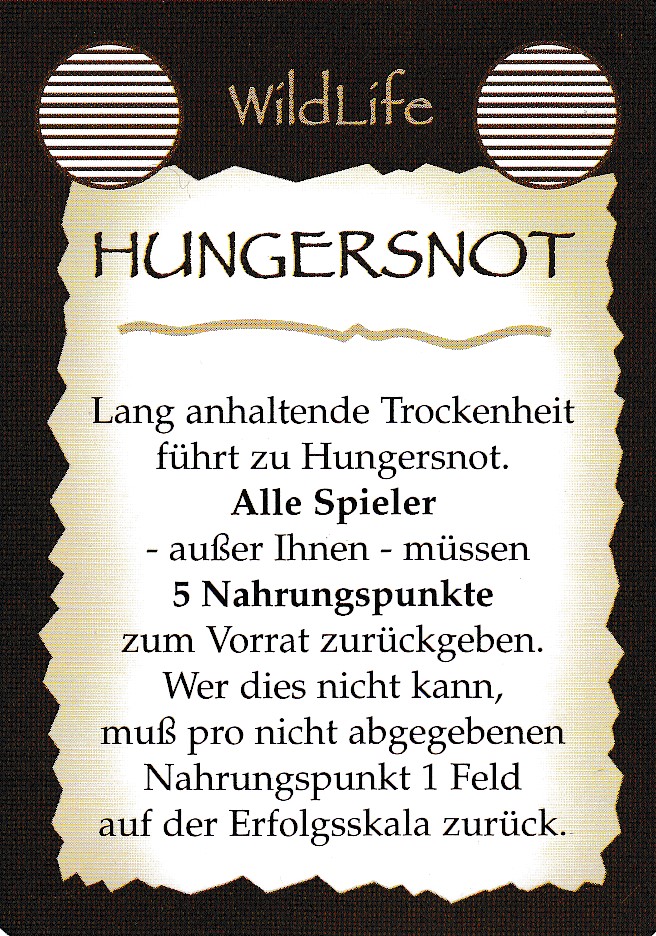 WildLife
HUNGERSNOT
Lang anhaltende Trockenheit
führt zu Hungersnot.
Alle Spieler
- außer Ihnen - müssen
5 Nahrungspunkte
zum Vorrat zurückgeben.
Wer dies nicht kann,
muß pro nicht abgegebenen
Nahrungspunkt 1 Feld
auf der Erfolgsskala zurück.